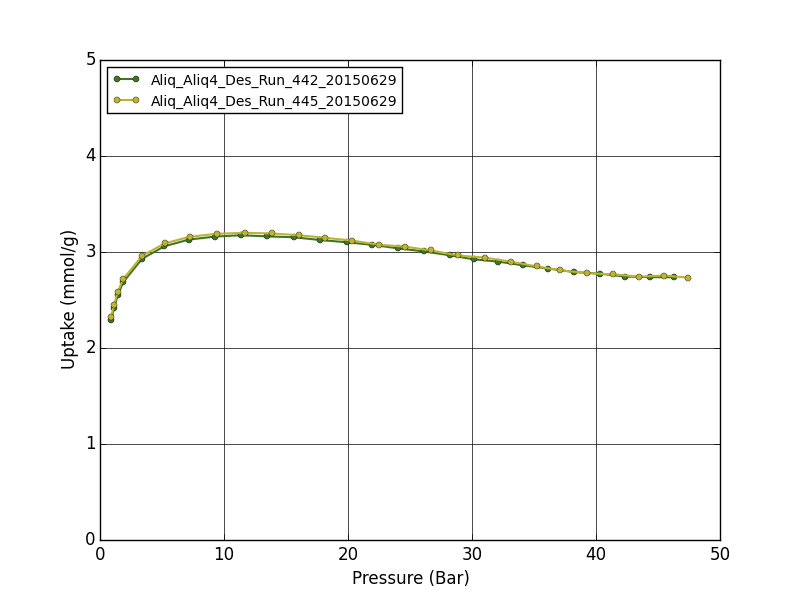 Aliq_Aliq4_Des_Run_442_20150629
Aliq_Aliq4_Des_Run_445_20150629
5
4
3
2
1
0
Uptake (mmol/g)
0 10 20 30 40 50
Pressure (Bar)